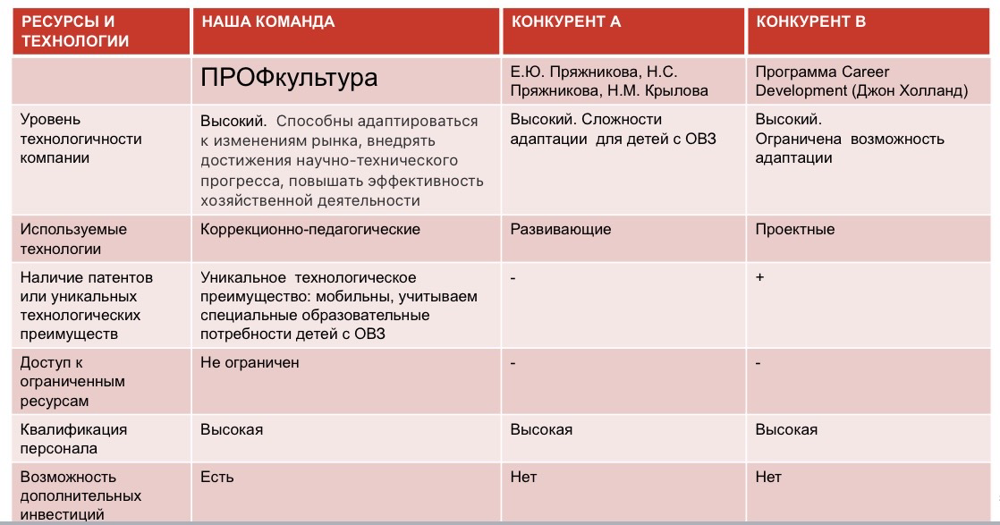 РЕСУРСЫ И
ТЕХНОЛОГИИ
НАША КОМАНДА
КОНКУРЕНТ А
КОНКУРЕНТ В
ПРОФкультура
Е.Ю. Пряжникова, Н.С.
Пряжникова, Н.М. Крылова
Программа Career
Development (Джон Холланд)
Уровень
технологичности
компании
Высокий.  Способны адаптироваться
к изменениям рынка, внедрять
достижения научно-технического
прогресса, повышать эффективность
хозяйственной деятельности
Высокий. Сложности
адаптации  для детей с ОВЗ
Высокий.
Ограничена  возможность
адаптации
Используемые
технологии
Коррекционно-педагогические
Развивающие
Проектные
Наличие патентов
или уникальных
технологических
преимуществ
Уникальное  технологическое
преимущество: мобильны, учитываем
специальные образовательные
потребности детей с ОВЗ
-
+
Доступ к
ограниченным
ресурсам
Не ограничен
-
-
Квалификация
персонала
Высокая
Высокая
Высокая
Возможность
дополнительных
инвестиций
Есть
Нет
Нет